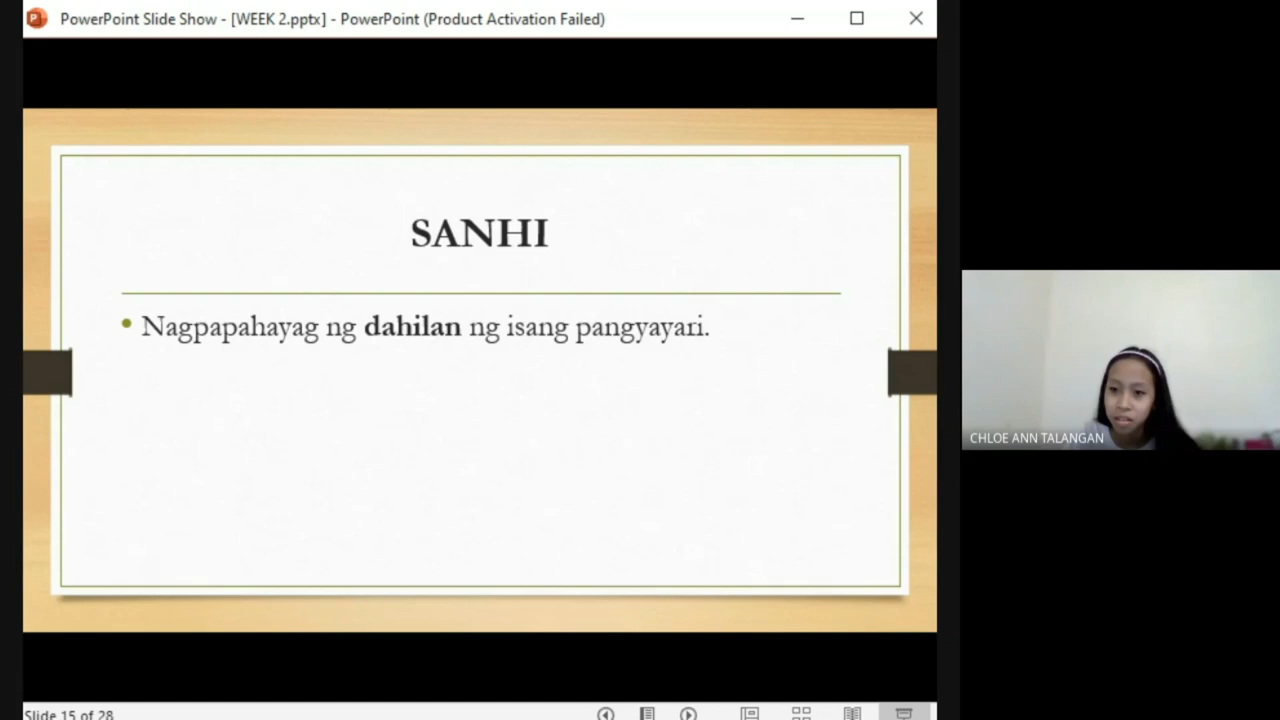 PowerPoint Slide Show - [WEEK 2.pptx] - PowerPoint (Product Activation Failed)
SANHI
• Nagpapahayag ng dahilan ng isang pangyayari.
CHLOE ANN TALANGAN
Slide 15 of 28